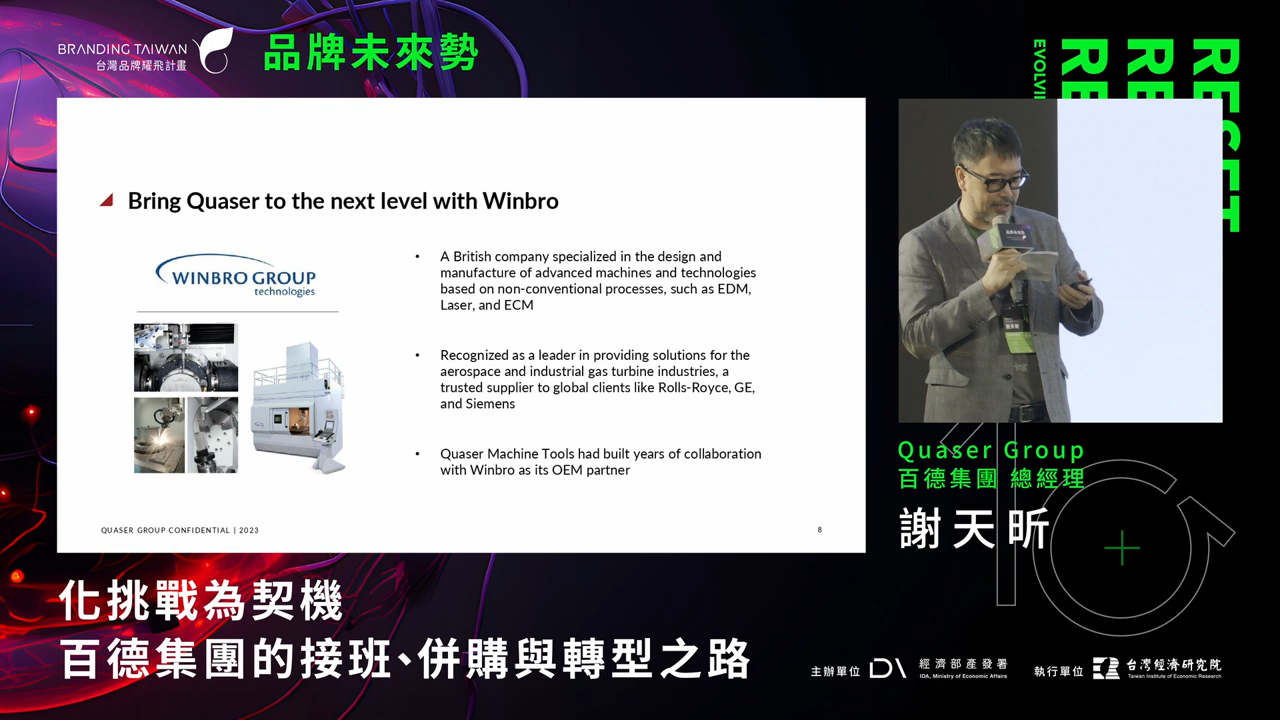 BRANDING TAIWAN
台灣品牌耀飛計畫
品牌未來勢
EVOLVI
RE
RE
RESET
Bring Quaser to the next level with Winbro
WINBRO GROUP
technologies
• A British company specialized in the design and
manufacture of advanced machines and technologies
based on non-conventional processes, such as EDM,
Laser, and ECM
• Recognized as a leader in providing solutions for the
aerospace and industrial gas turbine industries, a
trusted supplier to global clients like Rolls-Royce, GE,
and Siemens
• Quaser Machine Tools had built years of collaboration
with Winbro as its OEM partner
QUASER GROUP CONFIDENTIAL | 2023
8
Quaser Group
百德集團 總經理
謝天昕
化挑戰為契機
百德集團的接班、併購與轉型之路
主辦單位
經濟部產發署
IDA, Ministry of Economic Affairs
執行單位
台灣經濟研究院
Taiwan Institute of Economic Research